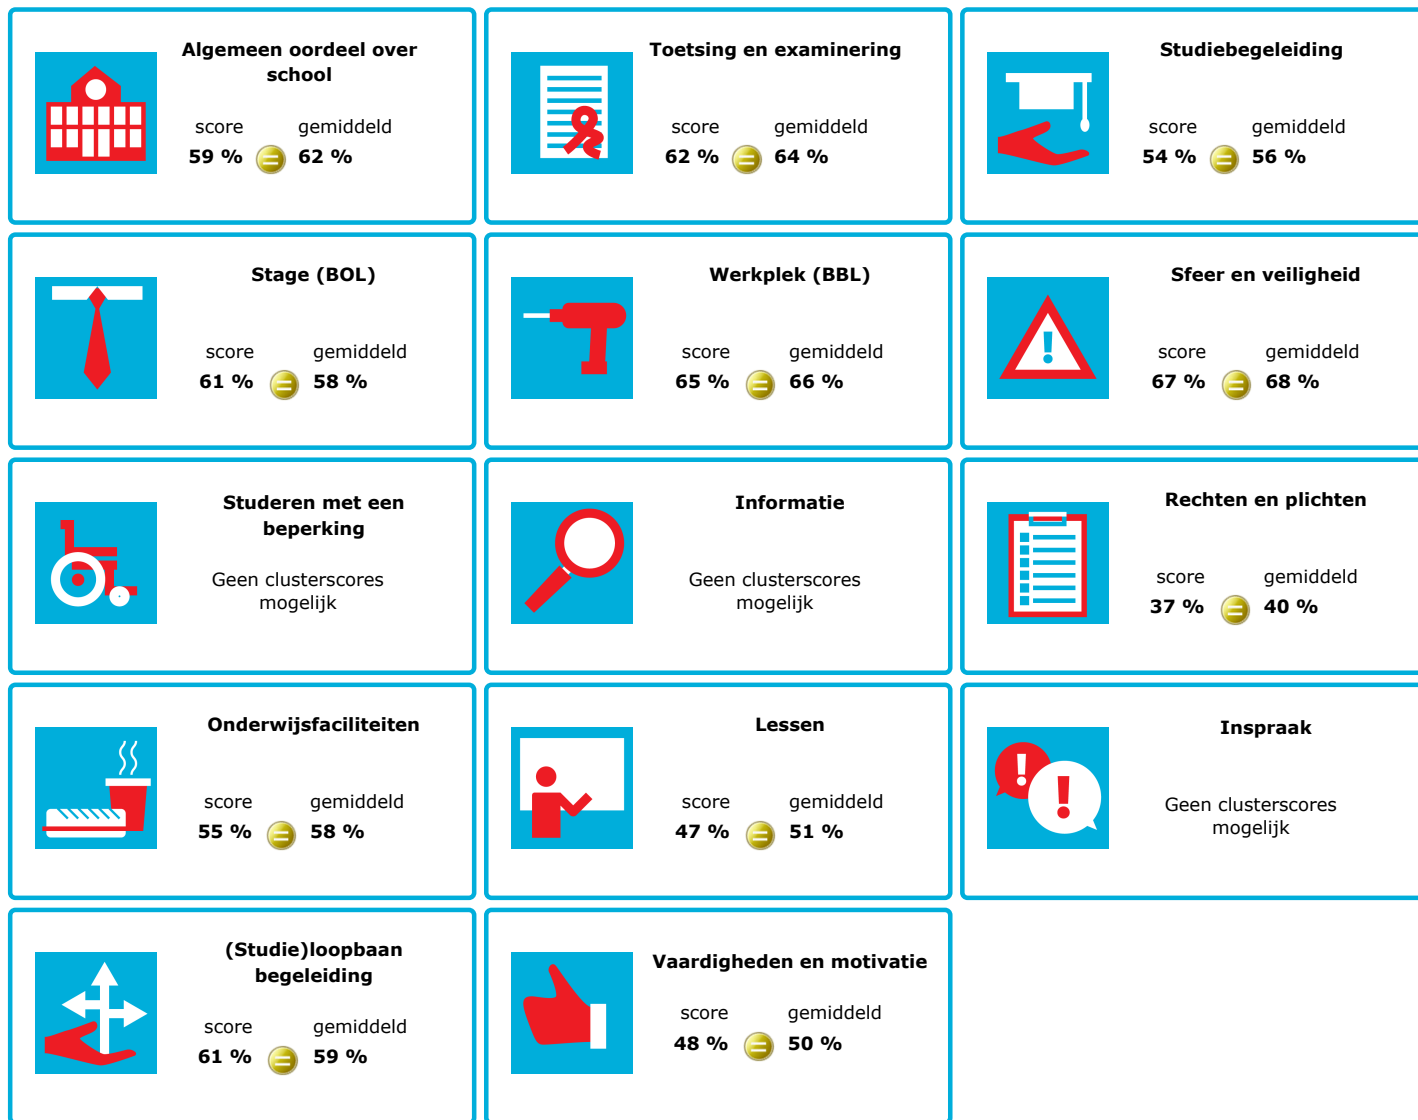 Algemeen oordeel over
school
score gemiddeld
59 % 62 %
Toetsing en examinering
score gemiddeld
62 % 64 %
Studiebegeleiding
score gemiddeld
54 % 56 %
Stage (BOL)
score gemiddeld
61 % 58 %
Werkplek (BBL)
score gemiddeld
65 % 66 %
Sfeer en veiligheid
score gemiddeld
67 % 68 %
Studeren met een
beperking
Geen clusterscores
mogelijk
Informatie
Geen clusterscores
mogelijk
Rechten en plichten
score gemiddeld
37 % 40 %
Onderwijsfaciliteiten
score gemiddeld
55 % 58 %
Lessen
score gemiddeld
47 % 51 %
Inspraak
Geen clusterscores
mogelijk
(Studie)loopbaan
begeleiding
score gemiddeld
61 % 59 %
Vaardigheden en motivatie
score gemiddeld
48 % 50 %